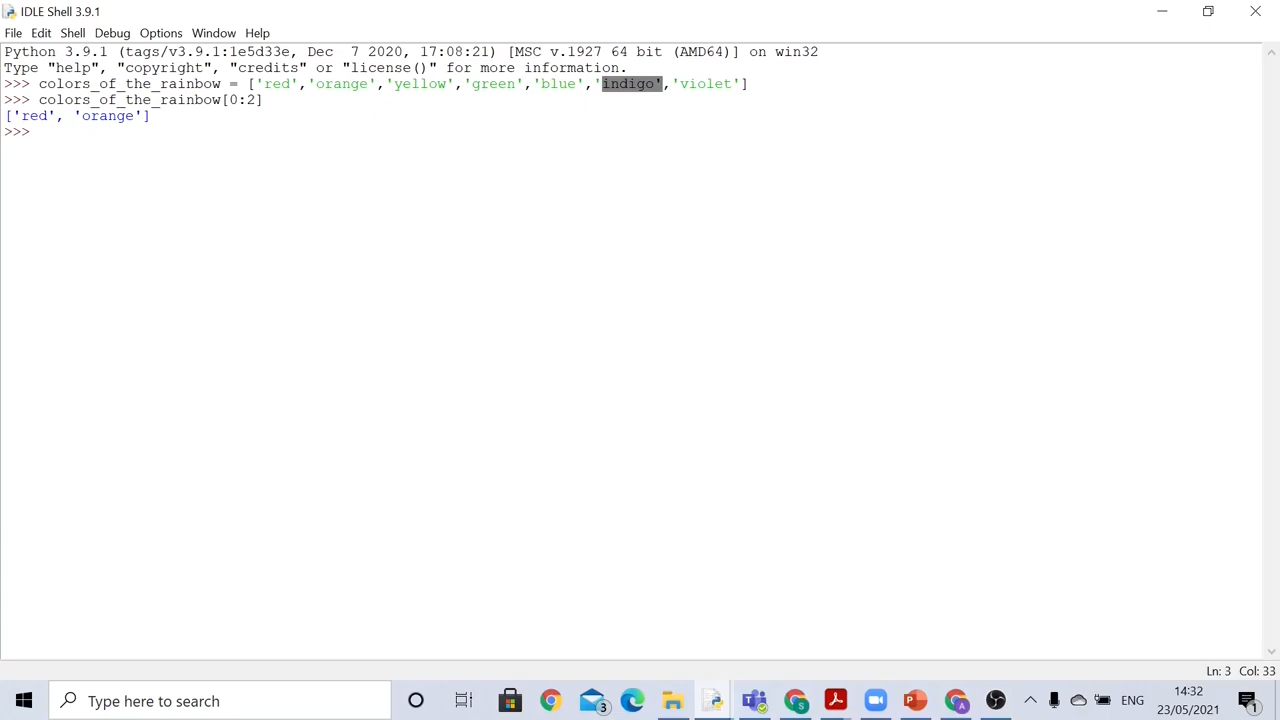 IDLE Shell 3.9.1
File Edit Shell Debug Options Window Help
Python 3.9.1 (tags/v3.9.1:1e5d33e, Dec  7 2020, 17:08:21) [MSC v.1927 64 bit (AMD64)] on win32
Type "help", "copyright", "credits" or "license()" for more information.
>>> colors_of_the_rainbow = ['red','orange','yellow','green','blue','indigo','violet']
>>> colors_of_the_rainbow[0:2]
['red', 'orange']
>>>
Ln: 3 Col: 33
Type here to search
3
S
A
ENG
14:32
23/05/2021
1